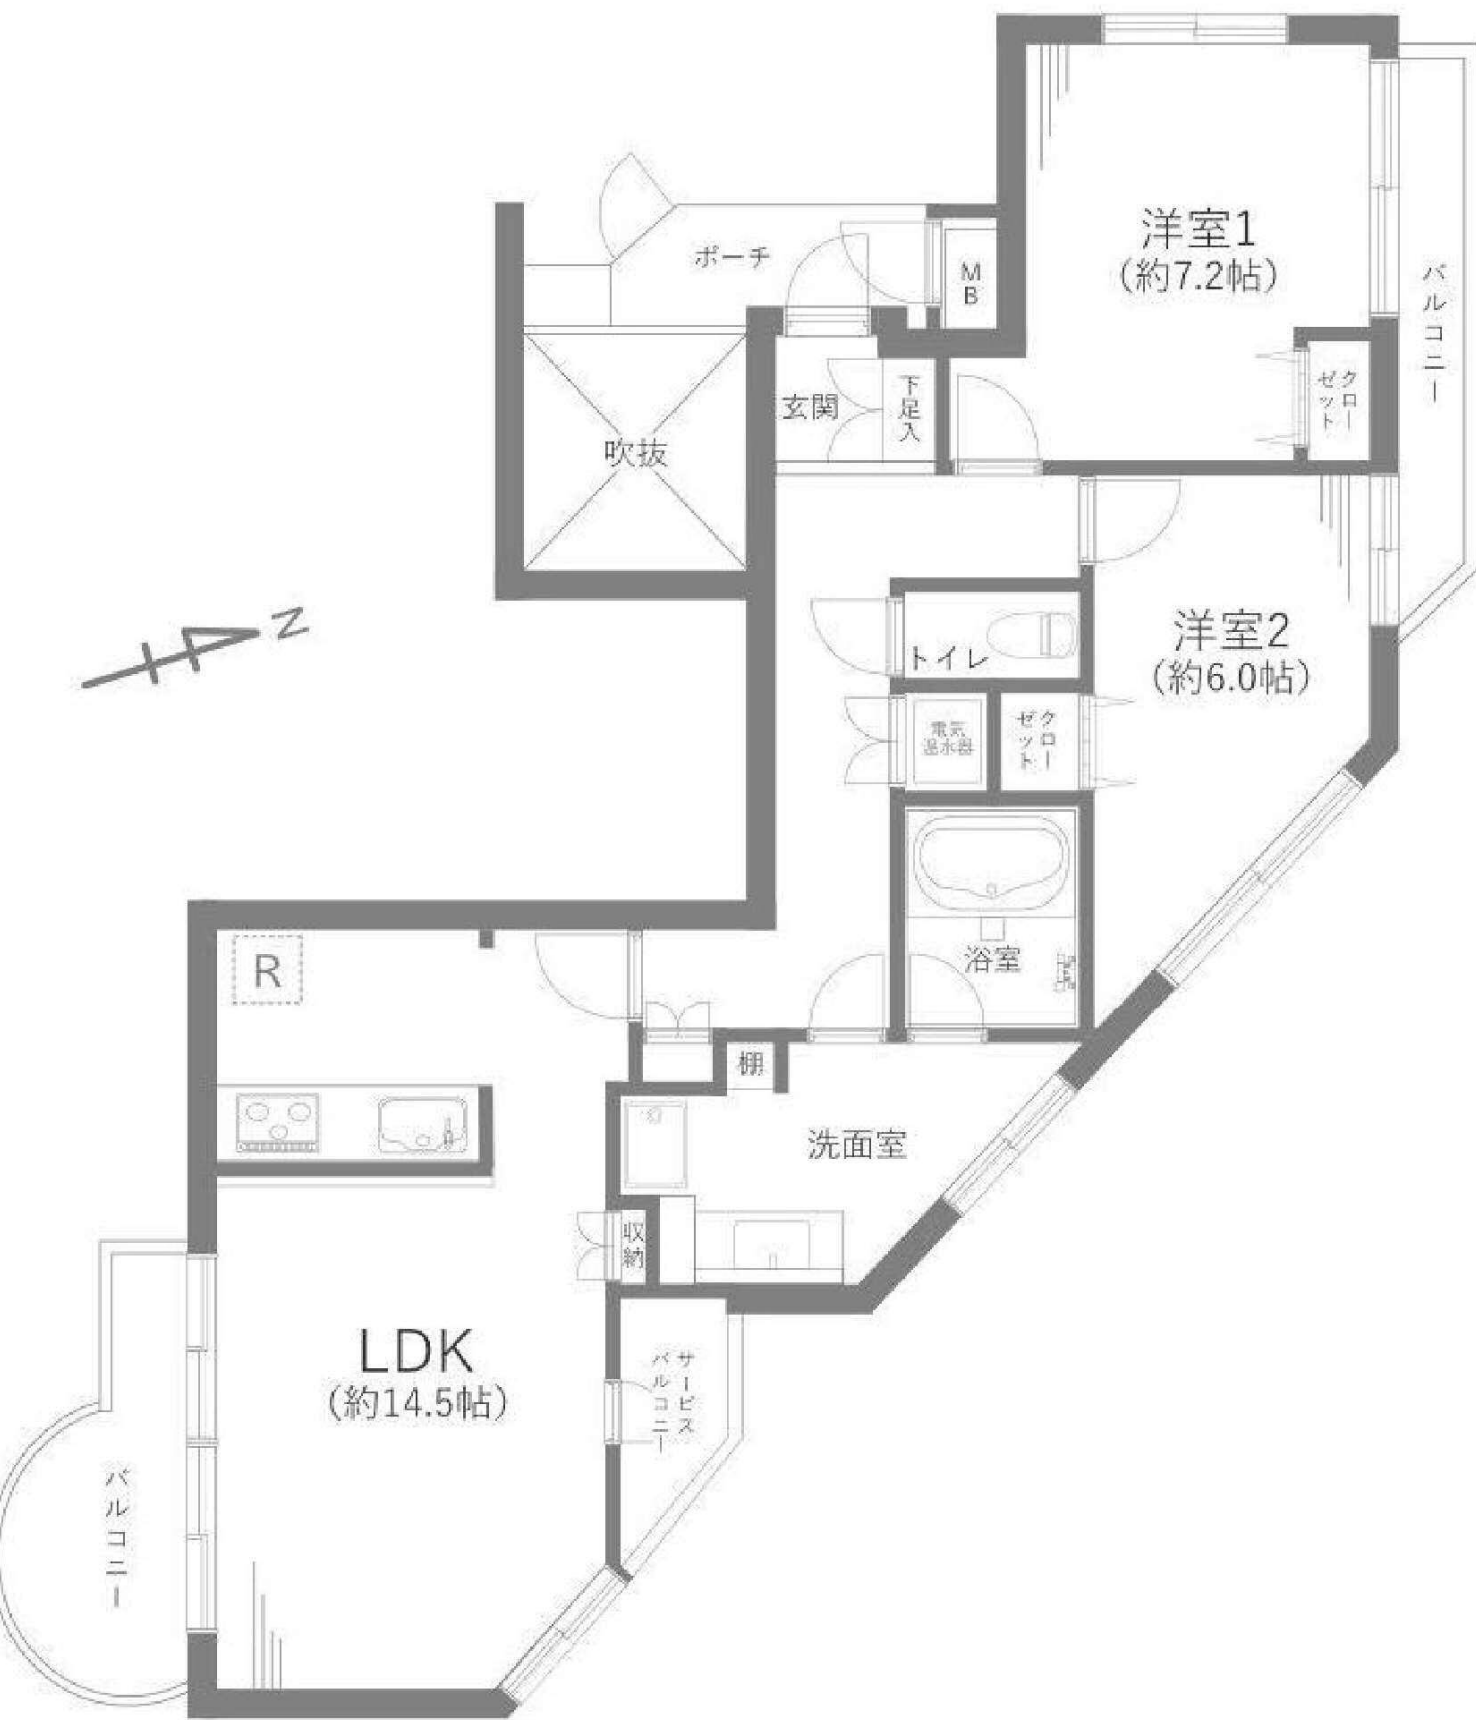 洋室1
(約7.2帖)
バルコニー
ポーチ
MB
クロー
ゼット
玄関
下足入
吹抜
N
洋室2
(約6.0帖)
トイレ
電気
温水器
クロー
ゼット
浴室
R
棚
洗面室
収納
LDK
(約14.5帖)
サービス
バルコニー
バルコニー